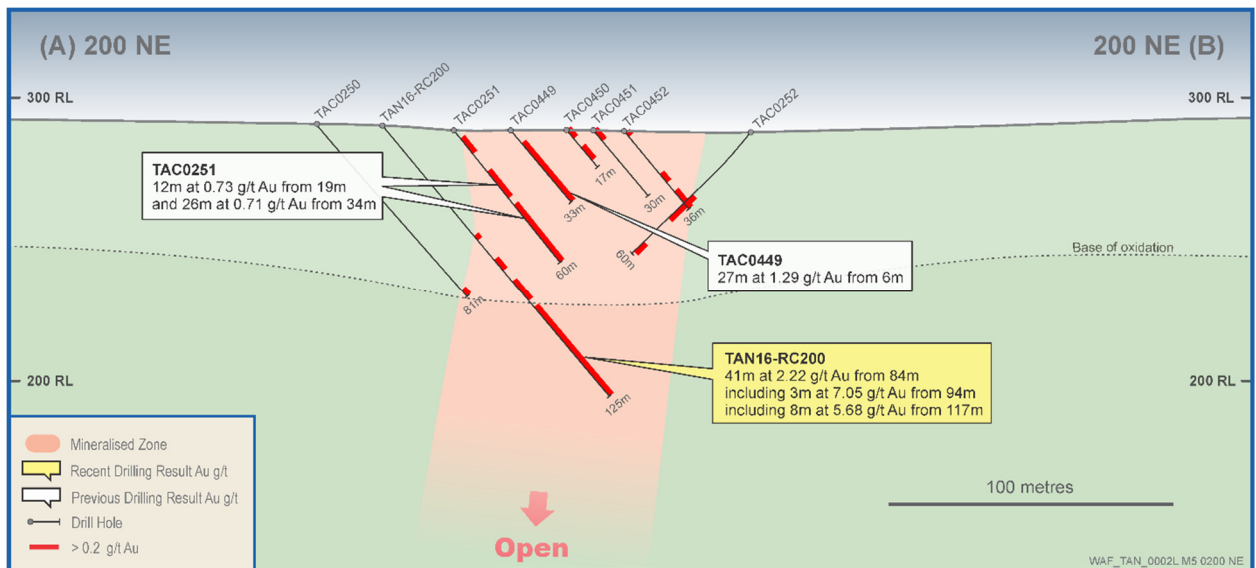 (A) 200 NE
200 NE (B)
300 RL
300 RL
TAC0250
TAN16-RC200
TAC0251
TAC0449
TAC0450
TAC0451
TAC0452
TAC0252
TAC0251
12m at 0.73 g/t Au from 19m
and 26m at 0.71 g/t Au from 34m
17m
30m
33m
36m
60m
60m
81m
TAC0449
27m at 1.29 g/t Au from 6m
Base of oxidation
TAN16-RC200
41m at 2.22 g/t Au from 84m
including 3m at 7.05 g/t Au from 94m
including 8m at 5.68 g/t Au from 117m
125m
200 RL
200 RL
Mineralised Zone
Recent Drilling Result Au g/t
Previous Drilling Result Au g/t
Drill Hole
> 0.2 g/t Au
100 metres
Open
WAF_TAN_0002L M5 0200 NE